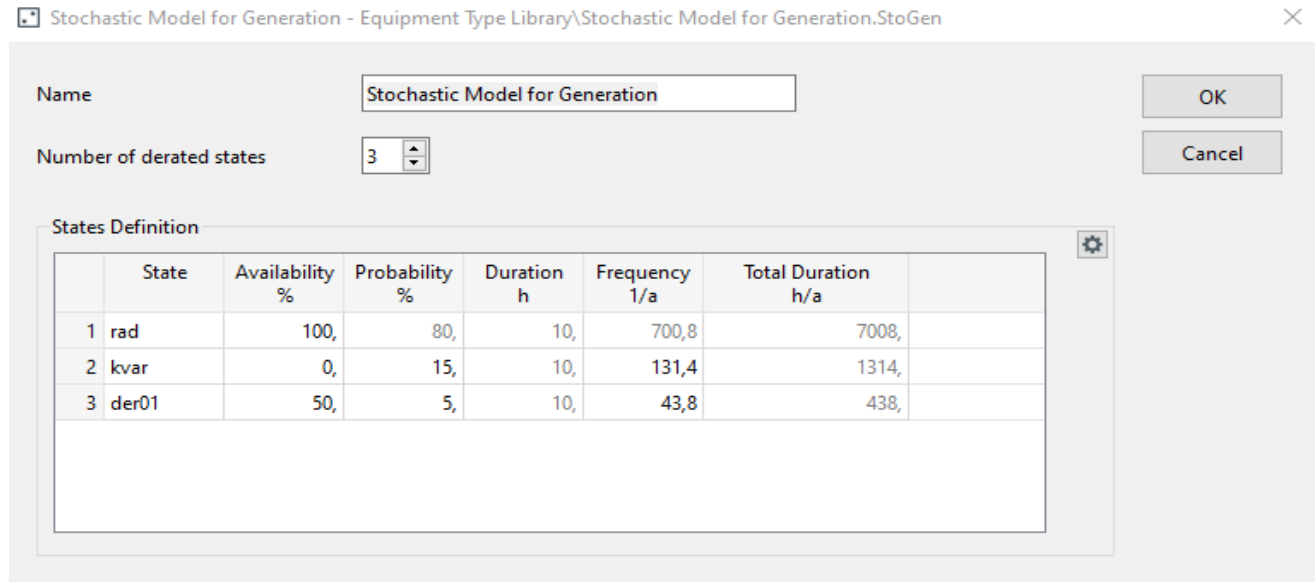 Stochastic Model for Generation - Equipment Type Library\Stochastic Model for Generation.StoGen
Name Stochastic Model for Generation OK
Number of derated states 3 Cancel
States Definition
State Availability % Probability % Duration h Frequency 1/a Total Duration h/a
1 rad 100, 80, 10, 700,8 7008,
2 kvar 0, 15, 10, 131,4 1314,
3 der01 50, 5, 10, 43,8 438,